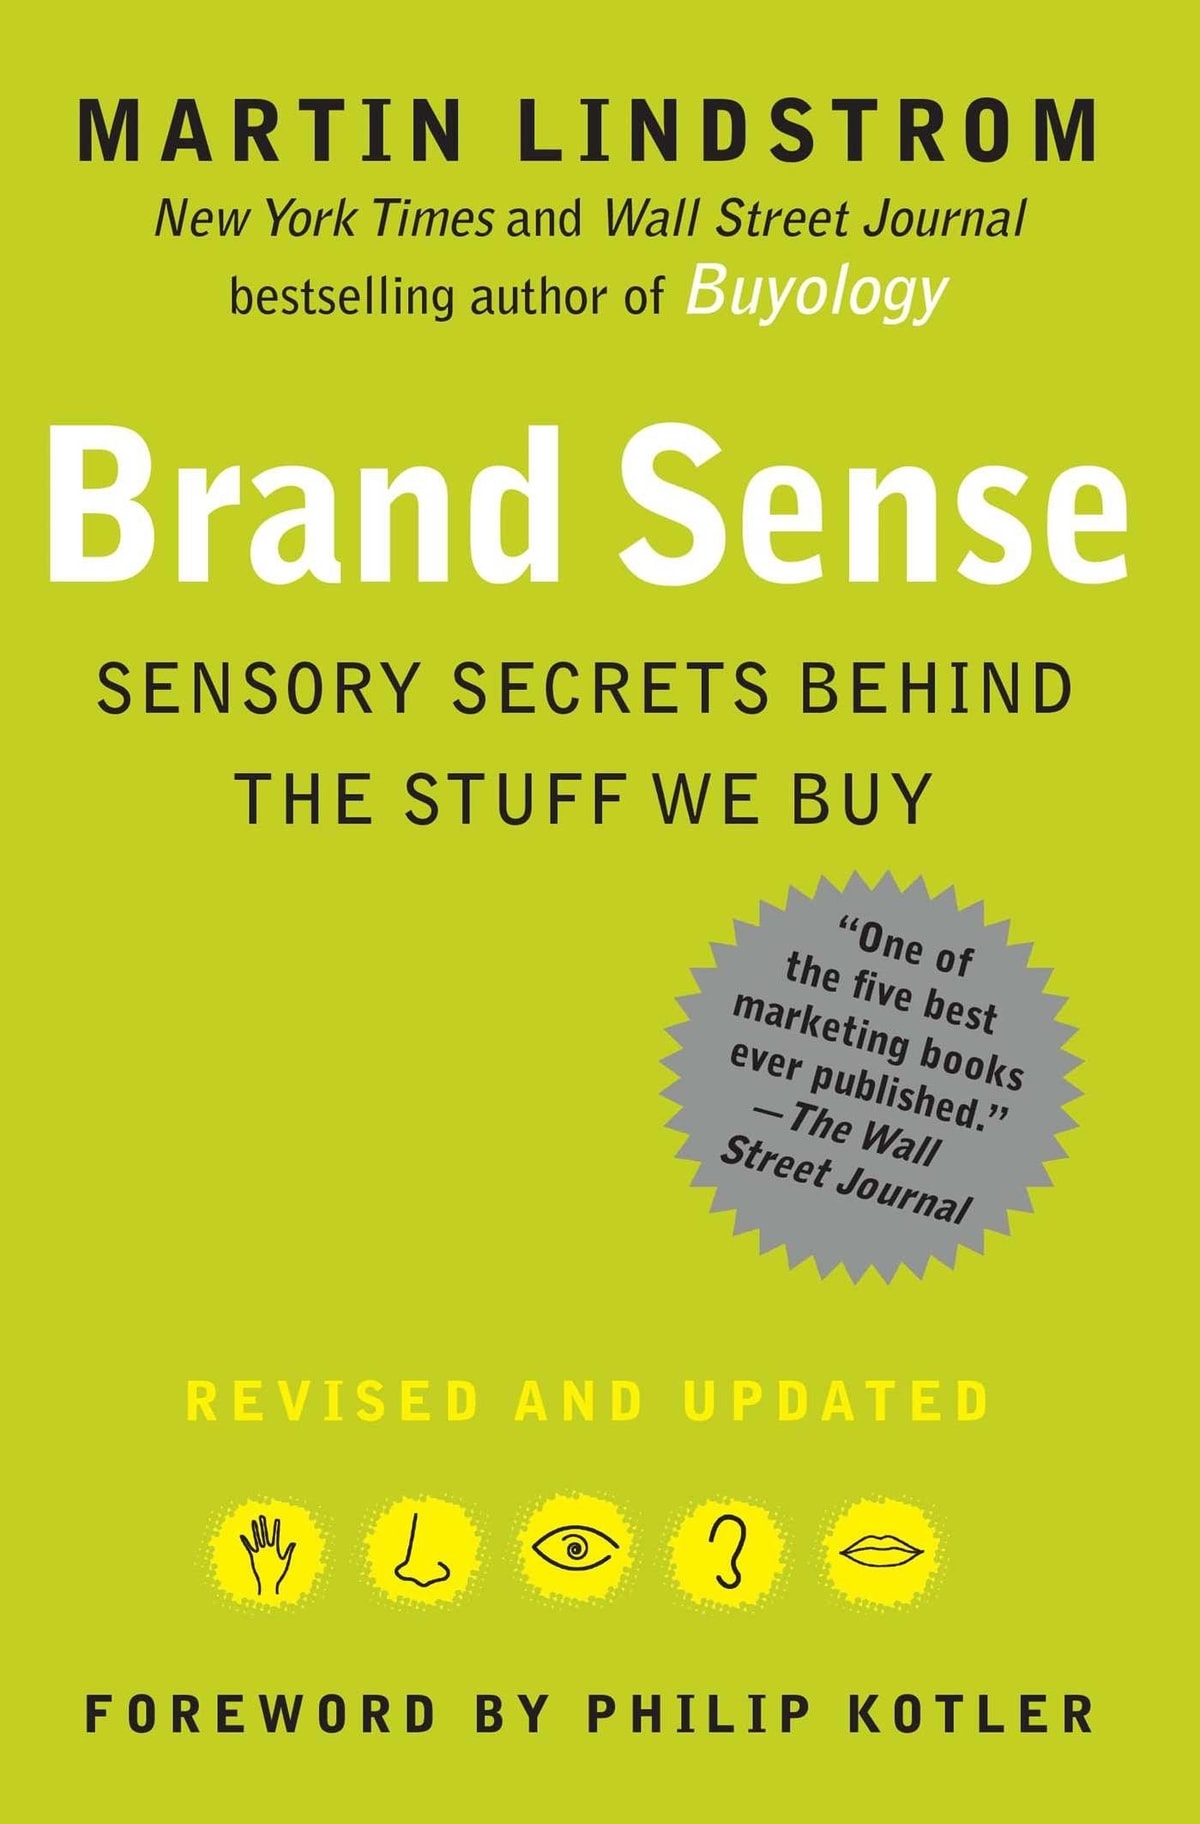 MARTIN LINDSTROM
New York Times and Wall Street Journal
bestselling author of Buyology
Brand Sense
SENSORY SECRETS BEHIND
THE STUFF WE BUY
“One of
the five best
marketing books
ever published.”
—The Wall
Street Journal
REVISED AND UPDATED
FOREWORD BY PHILIP KOTLER